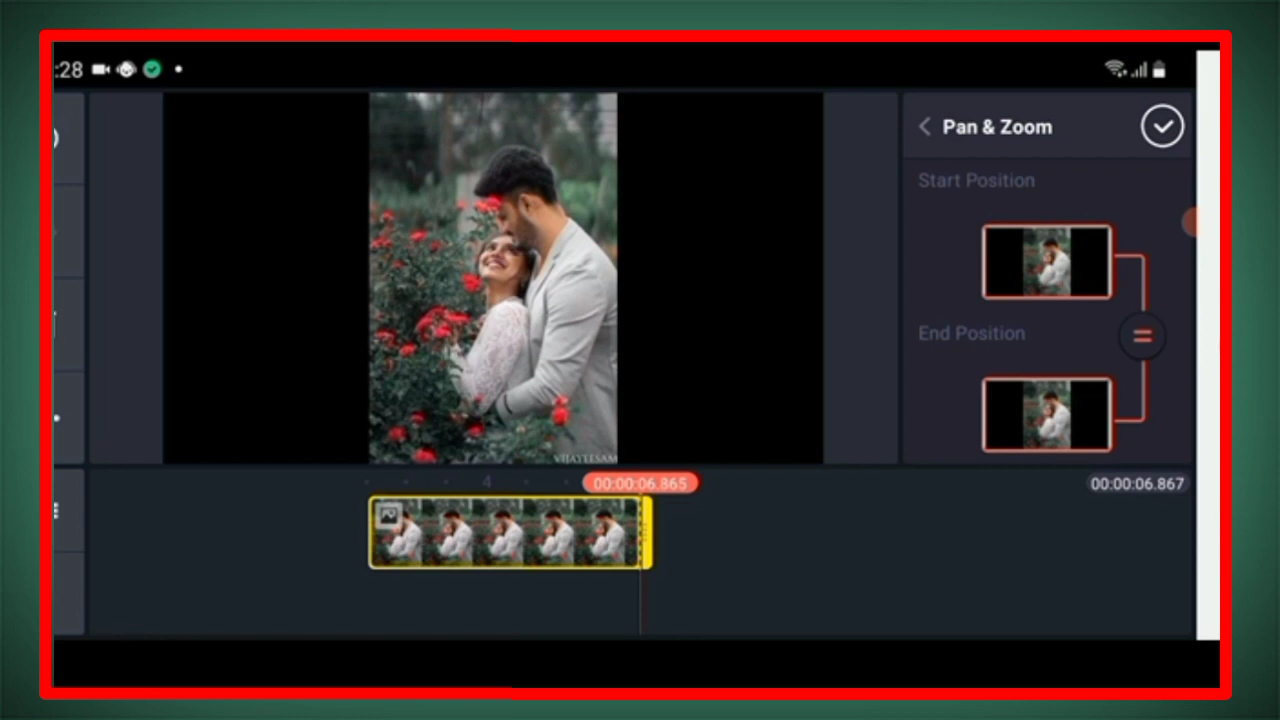 :28
Pan & Zoom
Start Position
End Position
VIJAYEESAM
4
00:00:06.865
00:00:06.867